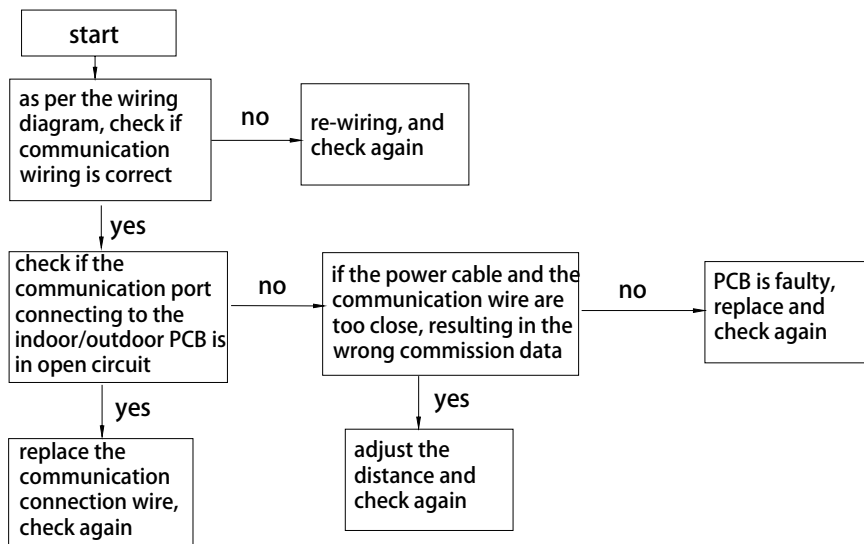 start
as per the wiring
diagram, check if
communication
wiring is correct
no
re-wiring, and
check again
yes
check if the
communication port
connecting to the
indoor/outdoor PCB is
in open circuit
no
if the power cable and the
communication wire are
too close, resulting in the
wrong commission data
no
PCB is faulty,
replace and
check again
yes
replace the
communication
connection wire,
check again
yes
adjust the
distance and
check again